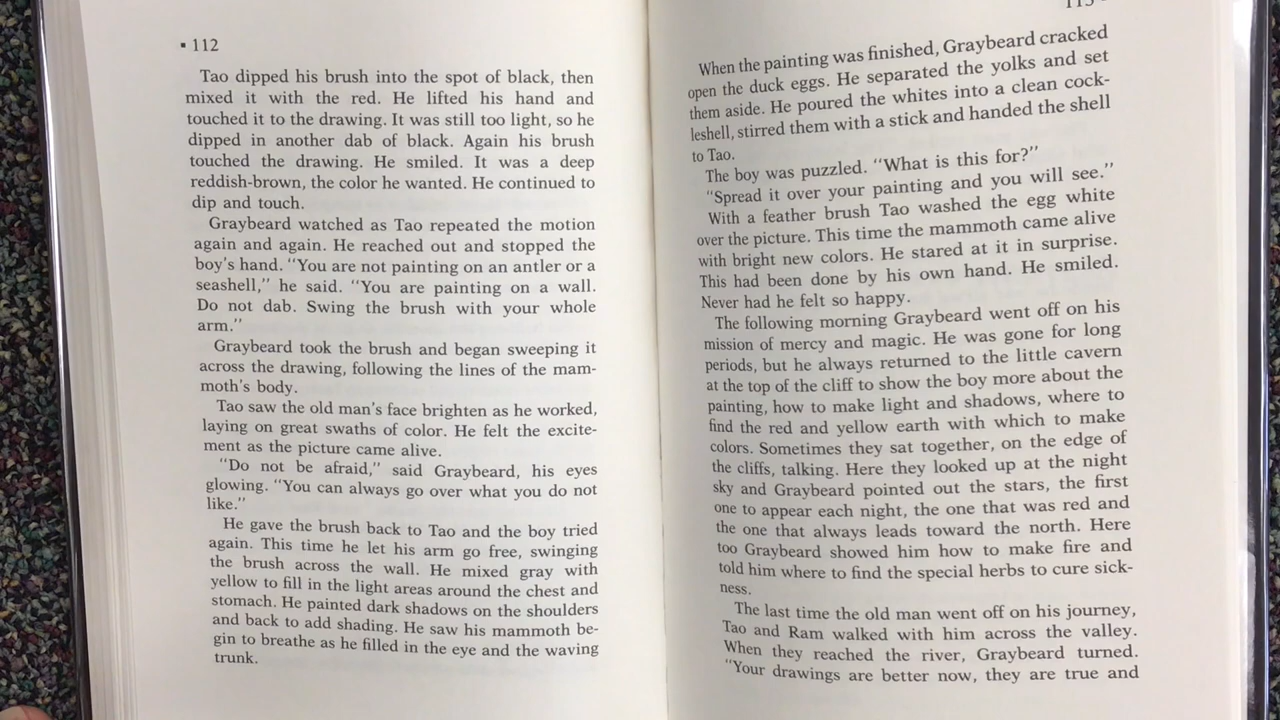 ▪ 112
Tao dipped his brush into the spot of black, then
mixed it with the red. He lifted his hand and
touched it to the drawing. It was still too light, so he
dipped in another dab of black. Again his brush
touched the drawing. He smiled. It was a deep
reddish-brown, the color he wanted. He continued to
dip and touch.
Graybeard watched as Tao repeated the motion
again and again. He reached out and stopped the
boy's hand. "You are not painting on an antler or a
seashell," he said. "You are painting on a wall.
Do not dab. Swing the brush with your whole
arm."
Graybeard took the brush and began sweeping it
across the drawing, following the lines of the mam-
moth's body.
Tao saw the old man's face brighten as he worked,
laying on great swaths of color. He felt the excite-
ment as the picture came alive.
"Do not be afraid," said Graybeard, his eyes
glowing. "You can always go over what you do not
like."
He gave the brush back to Tao and the boy tried
again. This time he let his arm go free, swinging
the brush across the wall. He mixed gray with
yellow to fill in the light areas around the chest and
stomach. He painted dark shadows on the shoulders
and back to add shading. He saw his mammoth be-
gin to breathe as he filled in the eye and the waving
trunk.
113 ▪
When the painting was finished, Graybeard cracked
open the duck eggs. He separated the yolks and set
them aside. He poured the whites into a clean cock-
leshell, stirred them with a stick and handed the shell
to Tao.
The boy was puzzled. "What is this for?"
"Spread it over your painting and you will see."
With a feather brush Tao washed the egg white
over the picture. This time the mammoth came alive
with bright new colors. He stared at it in surprise.
This had been done by his own hand. He smiled.
Never had he felt so happy.
The following morning Graybeard went off on his
mission of mercy and magic. He was gone for long
periods, but he always returned to the little cavern
at the top of the cliff to show the boy more about the
painting, how to make light and shadows, where to
find the red and yellow earth with which to make
colors. Sometimes they sat together, on the edge of
the cliffs, talking. Here they looked up at the night
sky and Graybeard pointed out the stars, the first
one to appear each night, the one that was red and
the one that always leads toward the north. Here
too Graybeard showed him how to make fire and
told him where to find the special herbs to cure sick-
ness.
The last time the old man went off on his journey,
Tao and Ram walked with him across the valley.
When they reached the river, Graybeard turned.
"Your drawings are better now, they are true and